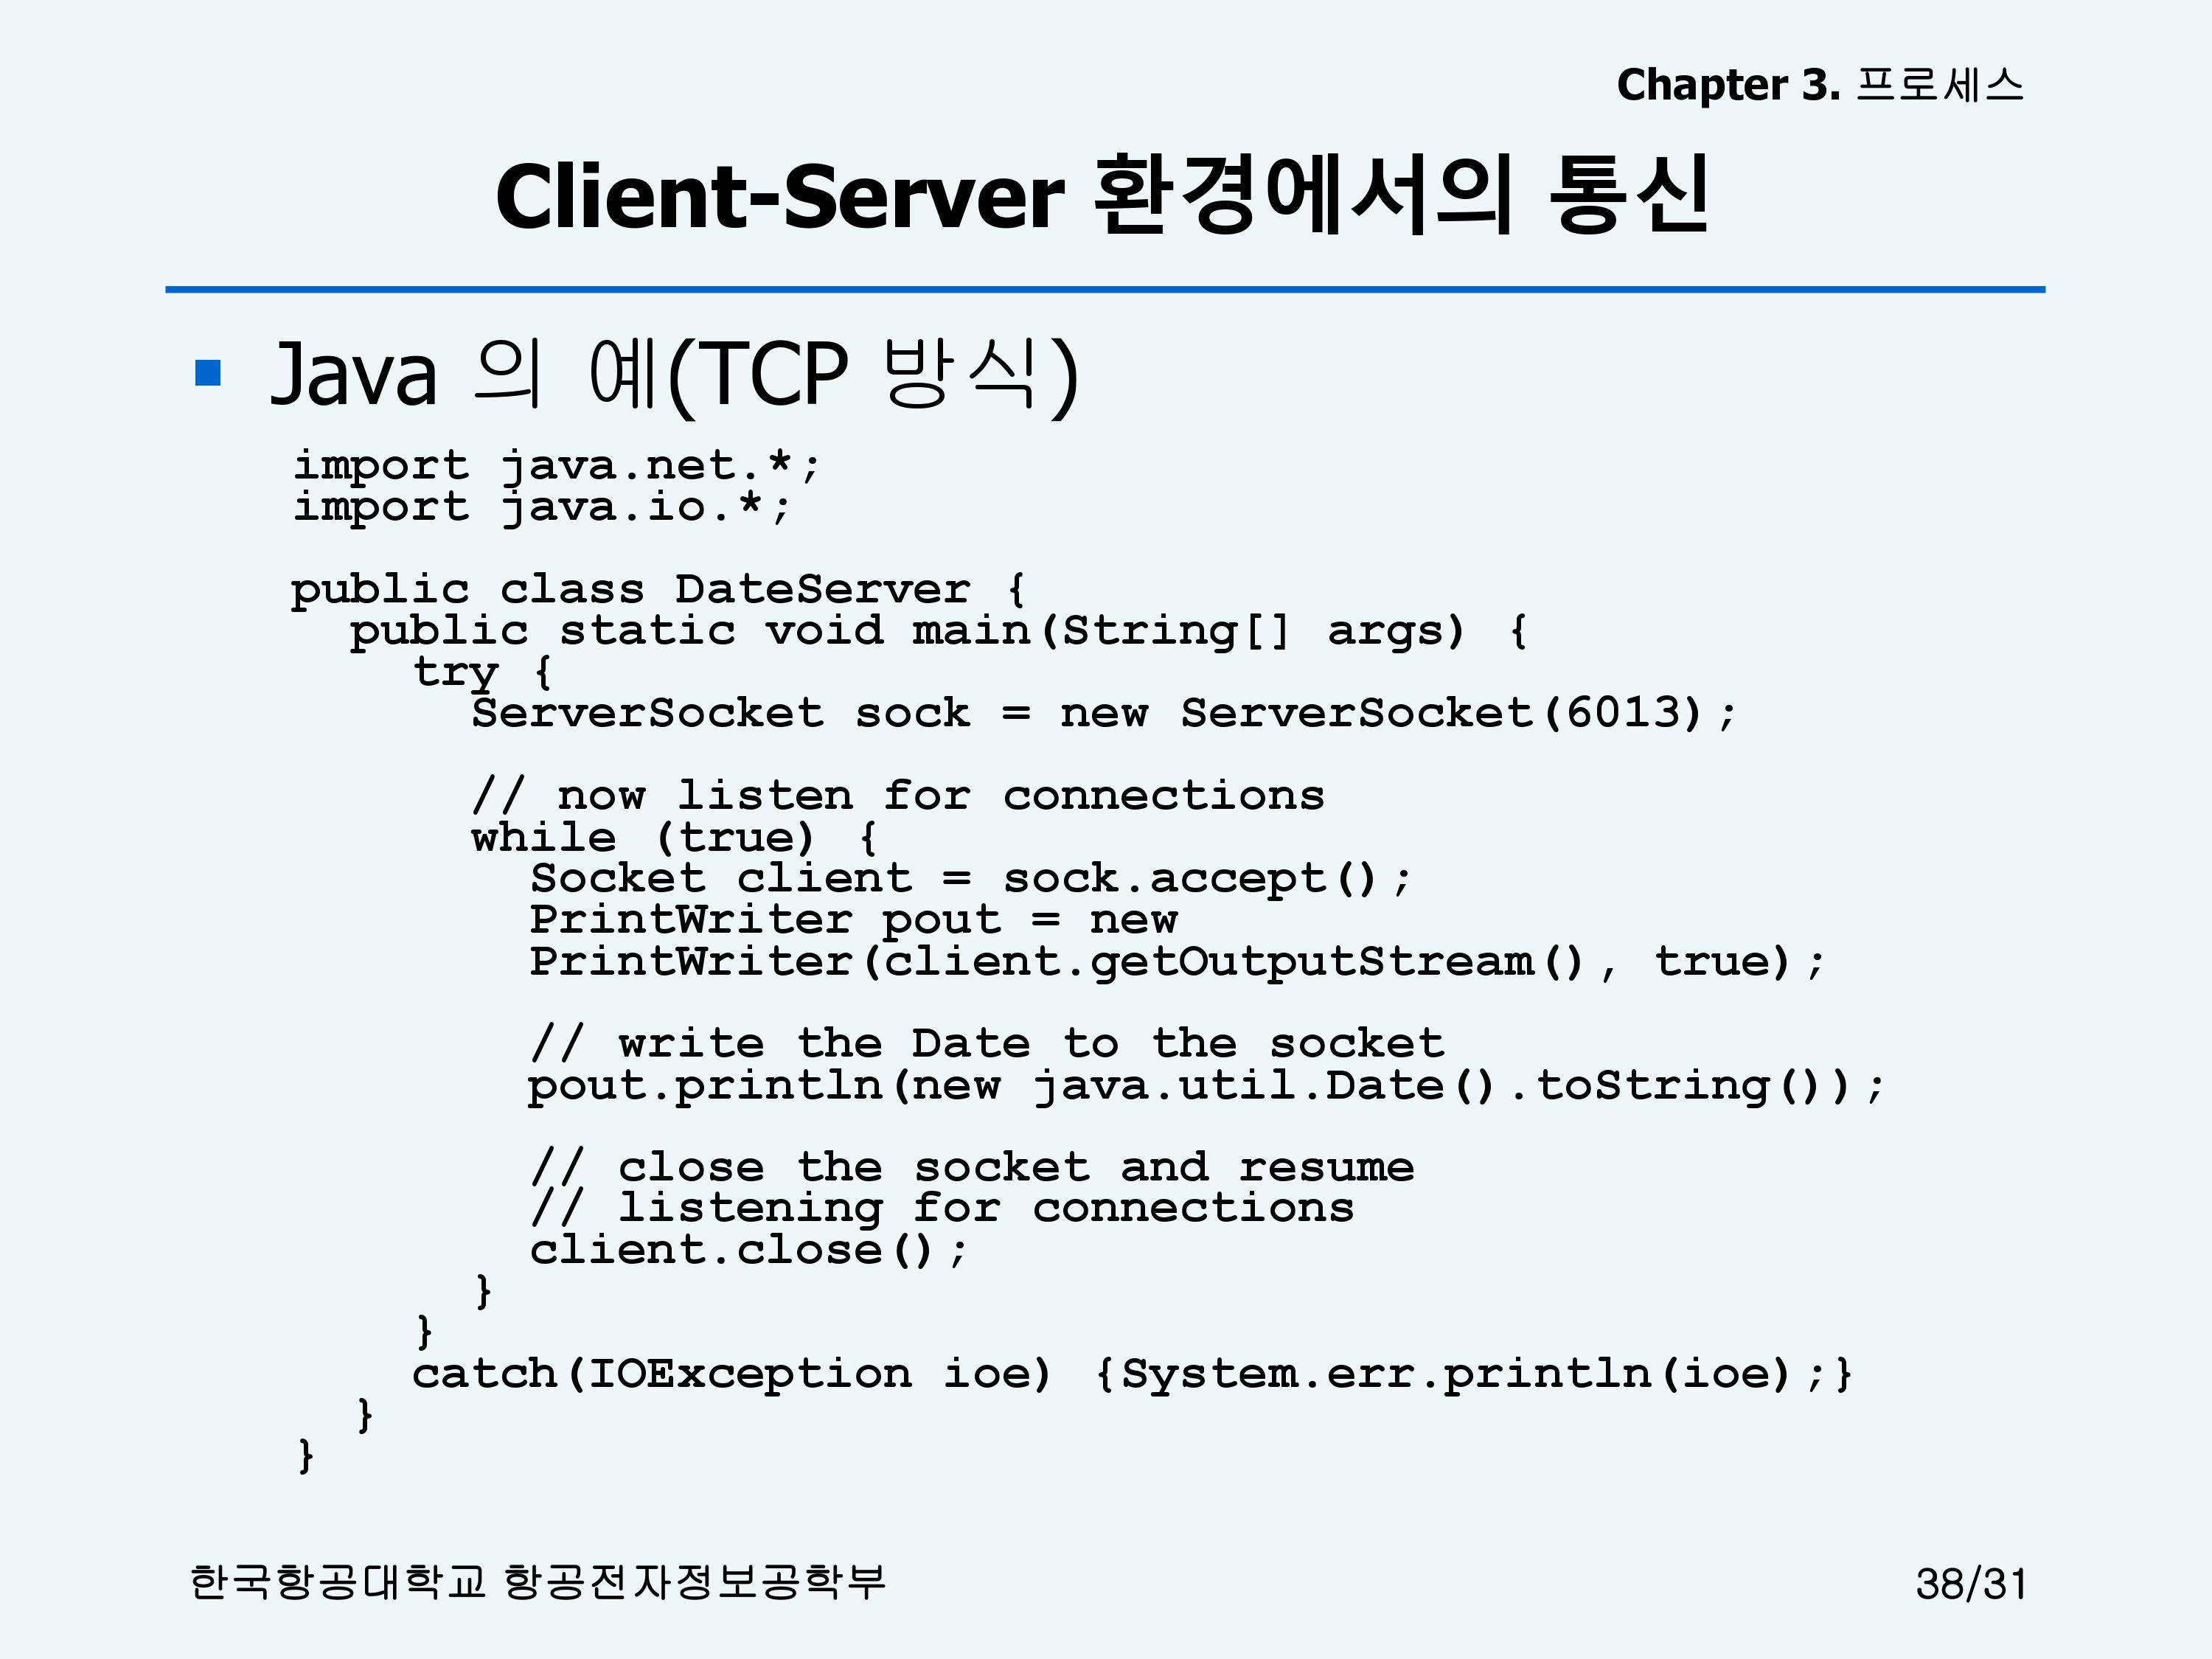 Chapter 3. 프로세스
Client-Server 환경에서의 통신
Java 의 예(TCP 방식)
import java.net.*;
import java.io.*;
public class DateServer {
public static void main(String[] args) {
try {
ServerSocket sock = new ServerSocket(6013);
// now listen for connections
while (true) {
Socket client = sock.accept();
PrintWriter pout = new
PrintWriter(client.getOutputStream(), true);
// write the Date to the socket
pout.println(new java.util.Date().toString());
// close the socket and resume
// listening for connections
client.close();
}
}
catch(IOException ioe) {System.err.println(ioe);}
}
}
한국항공대학교 항공전자정보공학부
38/31